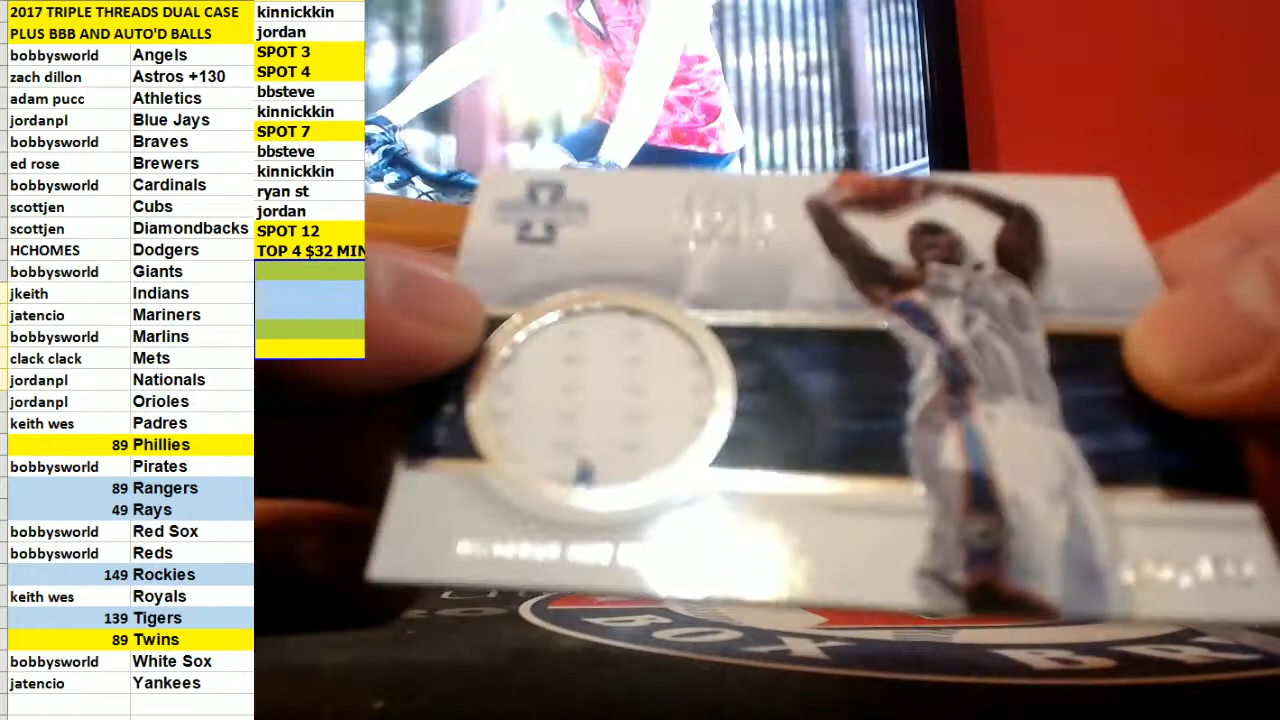 2017 TRIPLE THREADS DUAL CASE
PLUS BBB AND AUTO'D BALLS
bobbysworld Angels
zach dillon Astros +130
adam pucc Athletics
jordanpl Blue Jays
bobbysworld Braves
ed rose Brewers
bobbysworld Cardinals
scottjen Cubs
scottjen Diamondbacks
HCHOMES Dodgers
bobbysworld Giants
jkeith Indians
jatencio Mariners
bobbysworld Marlins
clack clack Mets
jordanpl Nationals
jordanpl Orioles
keith wes Padres
89 Phillies
bobbysworld Pirates
89 Rangers
49 Rays
bobbysworld Red Sox
bobbysworld Reds
149 Rockies
keith wes Royals
139 Tigers
89 Twins
bobbysworld White Sox
jatencio Yankees
kinnickkin
jordan
SPOT 3
SPOT 4
bbsteve
kinnickkin
SPOT 7
bbsteve
kinnickkin
ryan st
jordan
SPOT 12
TOP 4 $32 MIN
BOX BR